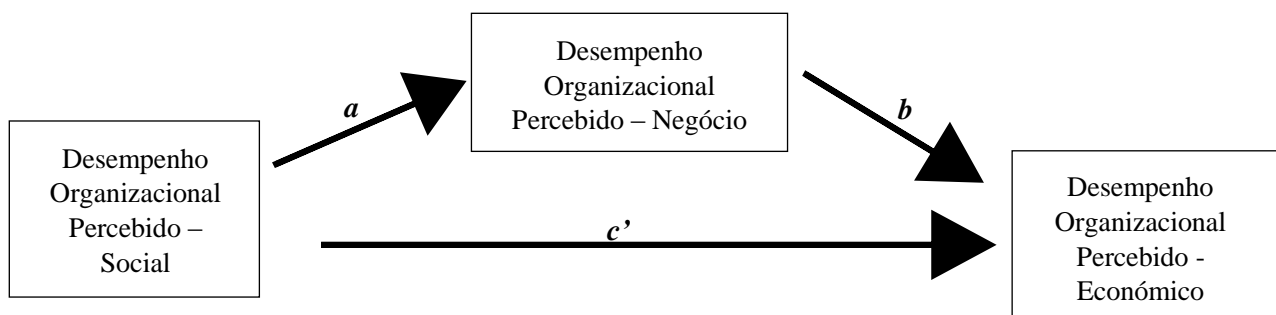 Desempenho
Organizacional
Percebido – Negócio
a
b
Desempenho
Organizacional
Percebido –
Social
c’
Desempenho
Organizacional
Percebido -
Económico